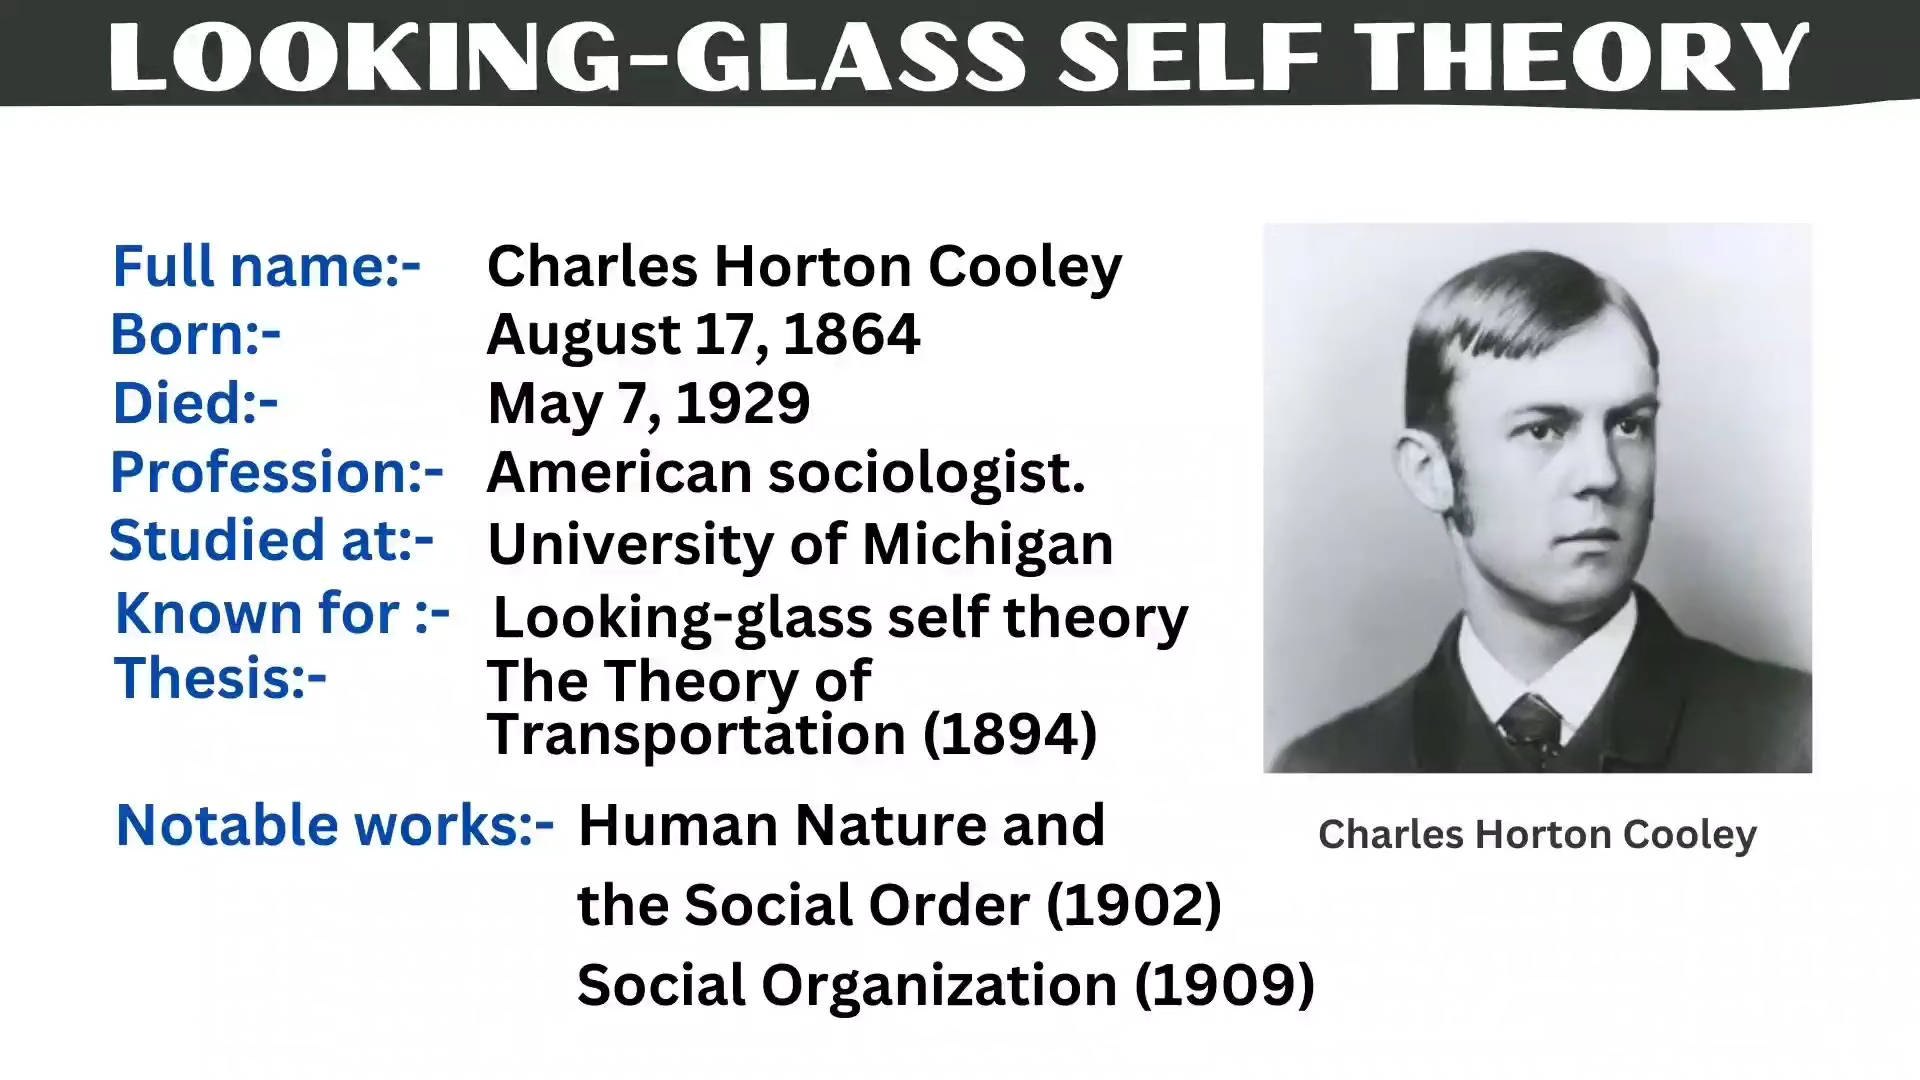 LOOKING-GLASS SELF THEORY
Full name:- Charles Horton Cooley
Born:- August 17, 1864
Died:- May 7, 1929
Profession:- American sociologist.
Studied at:- University of Michigan
Known for :- Looking-glass self theory
Thesis:- The Theory of
Transportation (1894)
Notable works:- Human Nature and
the Social Order (1902)
Social Organization (1909)
Charles Horton Cooley